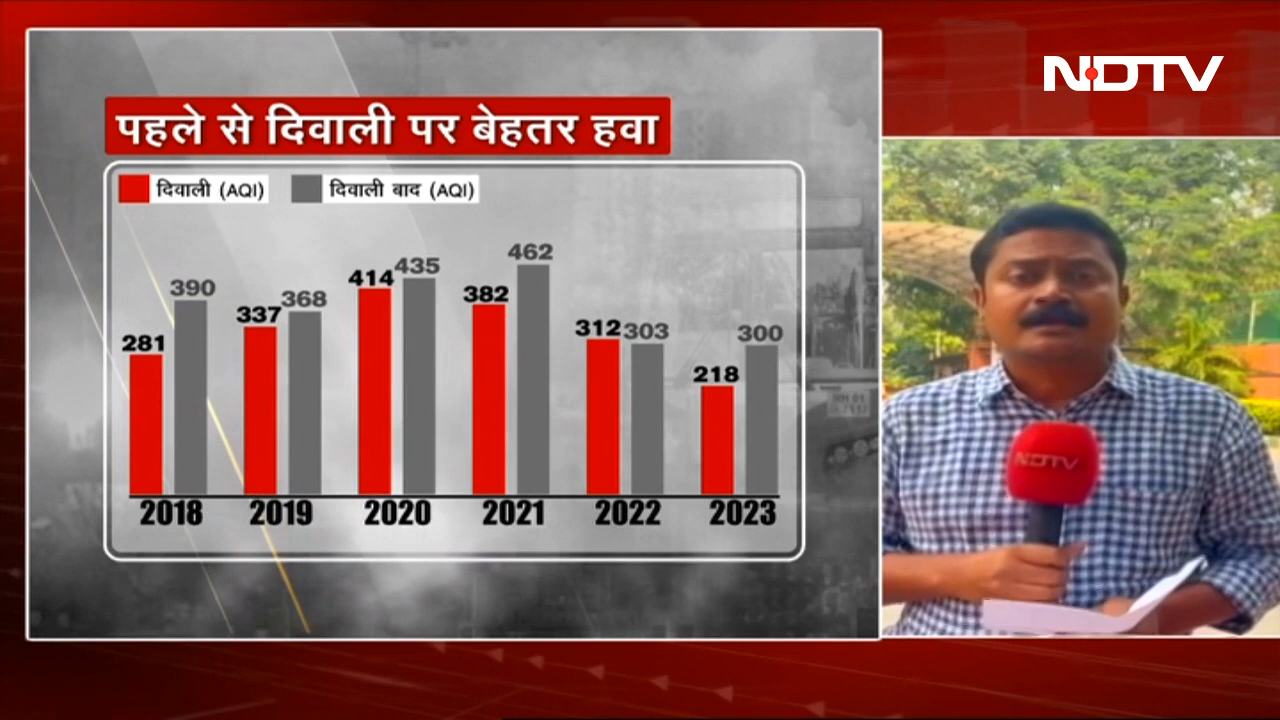 NDTV
पहले से दिवाली पर बेहतर हवा
दिवाली (AQI) दिवाली बाद (AQI)
281 390 337 368 414 435 382 462 312 303 218 300
2018 2019 2020 2021 2022 2023
NDTV